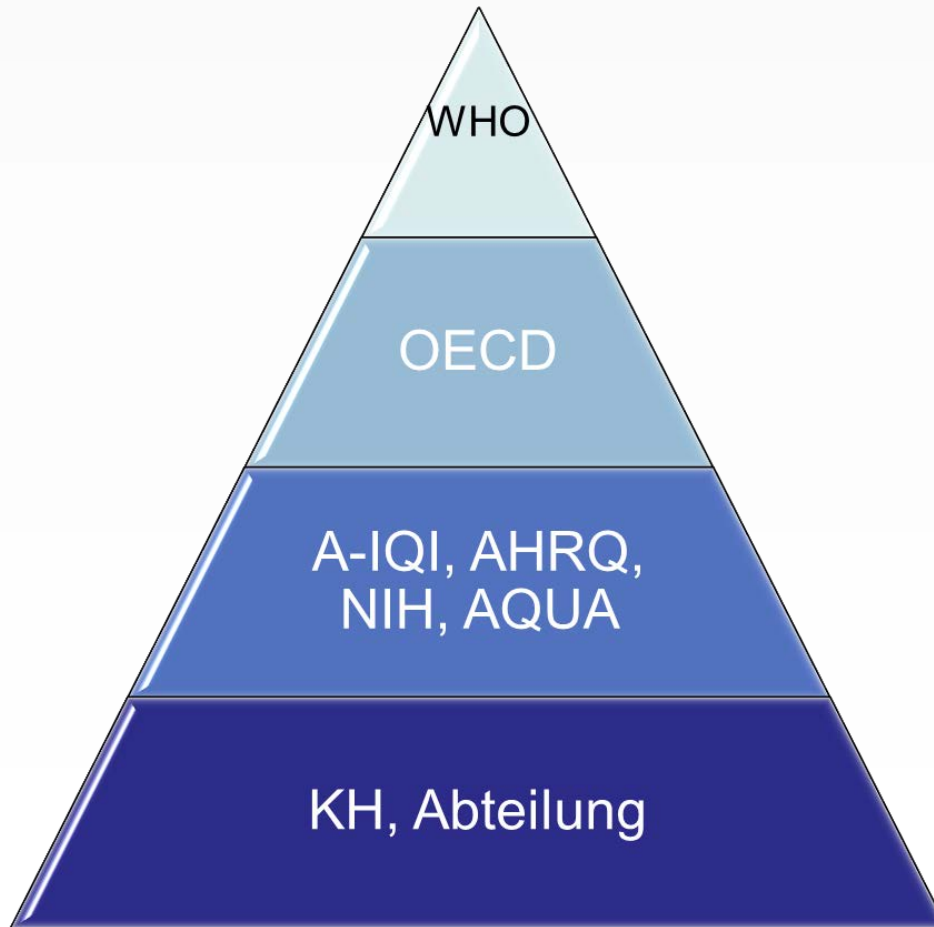 WHO
OECD
A-IQI, AHRQ,
NIH, AQUA
KH, Abteilung